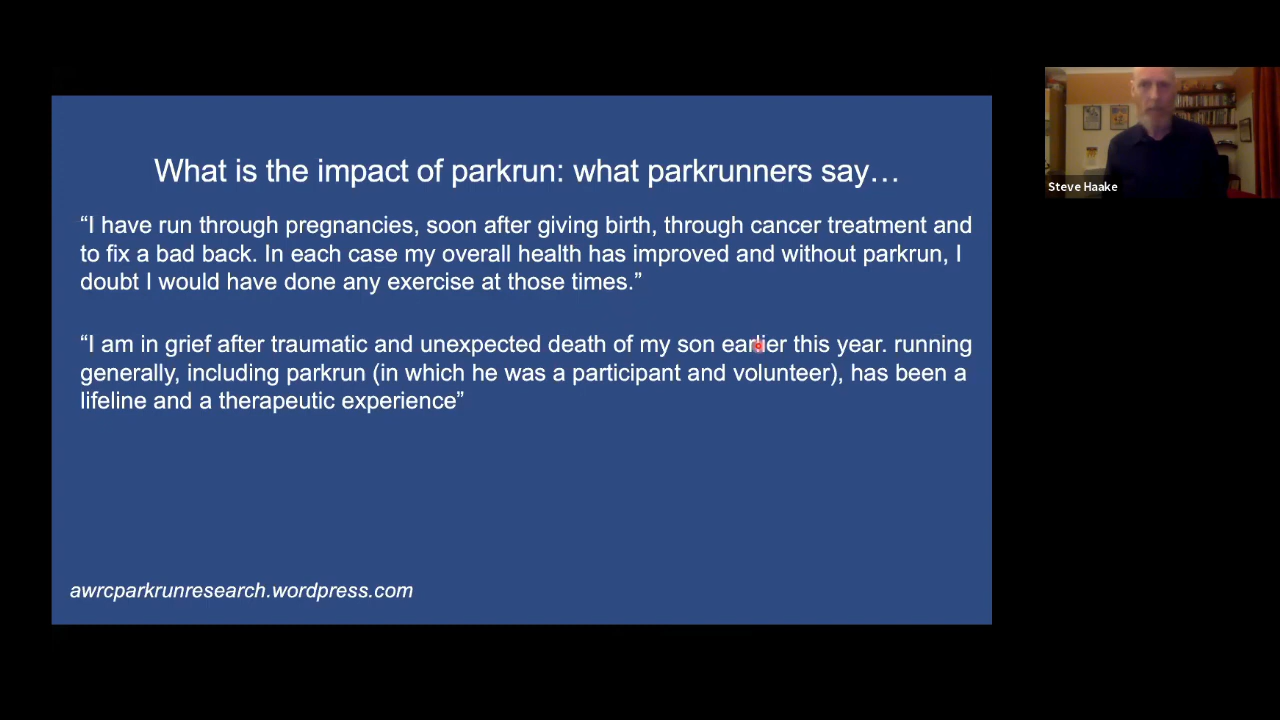 What is the impact of parkrun: what parkrunners say…
“I have run through pregnancies, soon after giving birth, through cancer treatment and
to fix a bad back. In each case my overall health has improved and without parkrun, I
doubt I would have done any exercise at those times.”
“I am in grief after traumatic and unexpected death of my son earlier this year. running
generally, including parkrun (in which he was a participant and volunteer), has been a
lifeline and a therapeutic experience”
awrcparkrunresearch.wordpress.com
Steve Haake